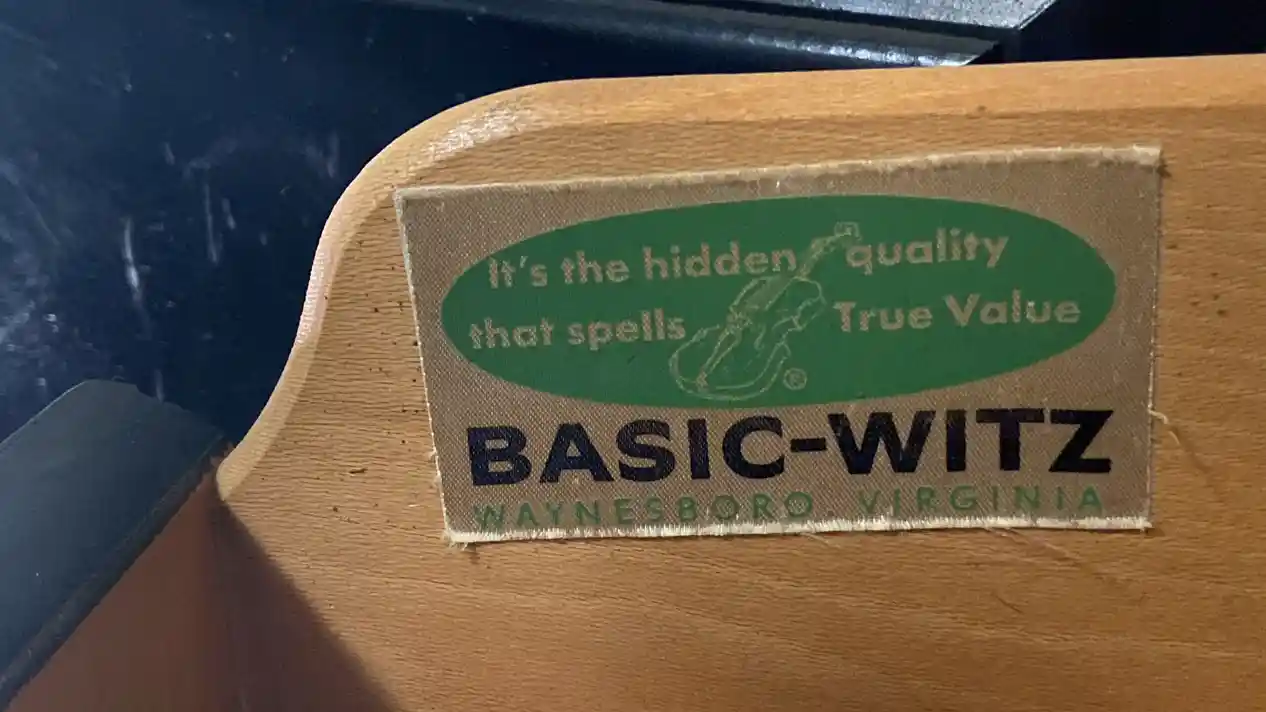 It's the hidden quality
that spells True Value
®
BASIC-WITZ
WAYNESBORO, VIRGINIA